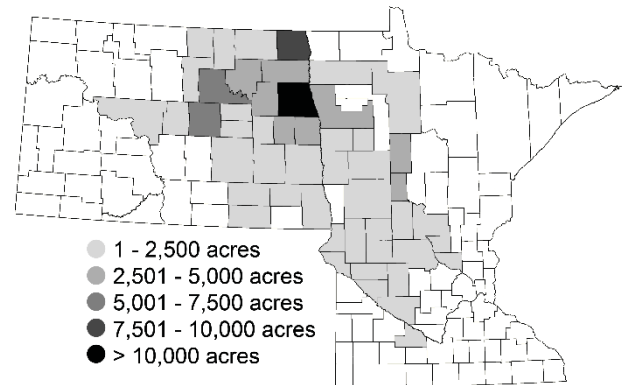 1 - 2,500 acres
2,501 - 5,000 acres
5,001 - 7,500 acres
7,501 - 10,000 acres
> 10,000 acres